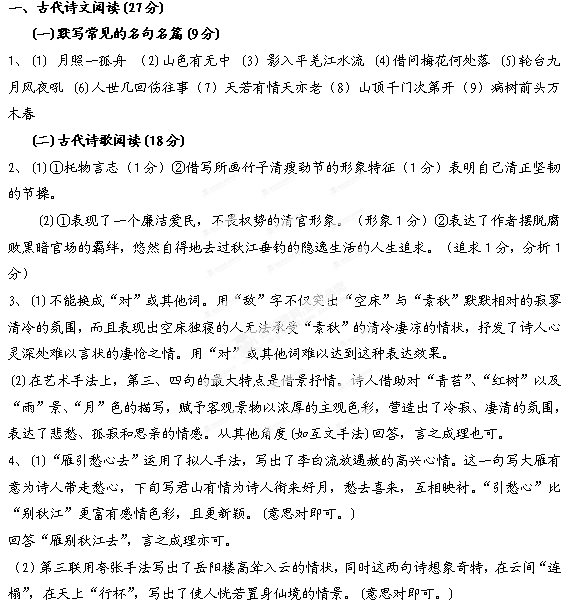 一、古代诗文阅读(27分)
(一)默写常见的名句名篇(9分)
1、(1) 月照一孤舟 (2)山色有无中 (3) 影入平羌江水流 (4)借问梅花何处落 (5)轮台九
月风夜吼 (6)人世几回伤往事(7) 天若有情天亦老(8) 山顶千门次第开(9) 病树前头万
木春
(二)古代诗歌阅读(18分)
2、(1)①托物言志(1分)②借写所画竹子清瘦劲节的形象特征(1分)表明自己清正坚韧
的节操。
(2)①表现了一个廉洁爱民,不畏权势的清官形象。(形象1分)②表达了作者摆脱腐
败黑暗官场的羁绊,悠然自得地去过秋江垂钓的隐逸生活的人生追求。(追求1分,分析1
分)
3、(1)不能换成“对”或其他词。用“敌”字不仅突出“空床”与“素秋”默默相对的寂寥
清冷的氛围,而且表现出空床独寝的人无法承受“素秋”的清冷凄凉的情状,抒发了诗人心
灵深处难以言状的凄怆之情。用“对”或其他词难以达到这种表达效果。
(2)在艺术手法上,第三、四句的最大特点是借景抒情。诗人借助对“青苔”、“红树”以及
“雨”景、“月”色的描写,赋予客观景物以浓厚的主观色彩,营造出了冷寂、凄清的氛围,
表达了悲愁、孤寂和思亲的情感。从其他角度(如互文手法)回答,言之成理也可。
4、(1)“雁引愁心去”运用了拟人手法,写出了李白流放遇赦的高兴心情。这一句写大雁有
意为诗人带走愁心,下句写君山有情为诗人衔来好月,愁去喜来,互相映衬。“引愁心”比
“别秋江”更富有感情色彩,且更新颖。(意思对即可。)
回答“雁别秋江去”,言之成理亦可。
(2)第三联用夸张手法写出了岳阳楼高耸入云的情状,同时这两句诗想象奇特,在云间“连
榻”,在天上“行杯”,写出了使人恍若置身仙境的情景。(意思对即可。)